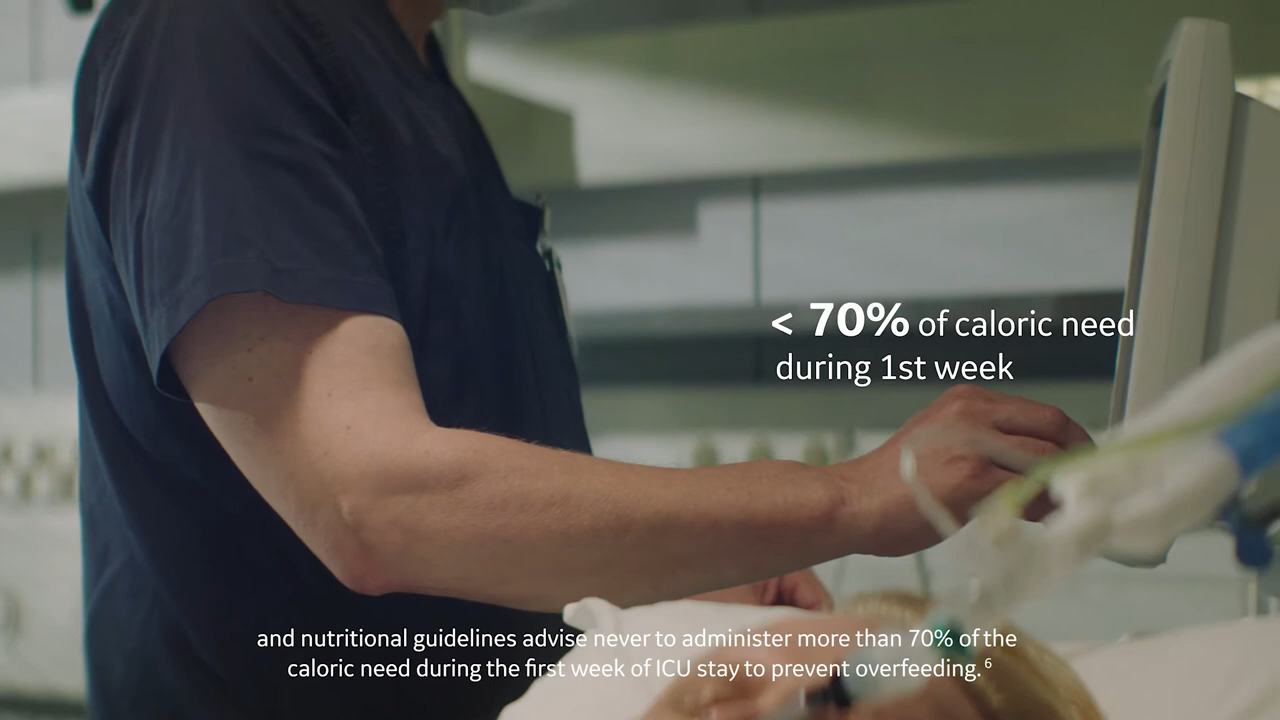 < 70% of caloric need
during 1st week
and nutritional guidelines advise never to administer more than 70% of the
caloric need during the first week of ICU stay to prevent overfeeding.⁶